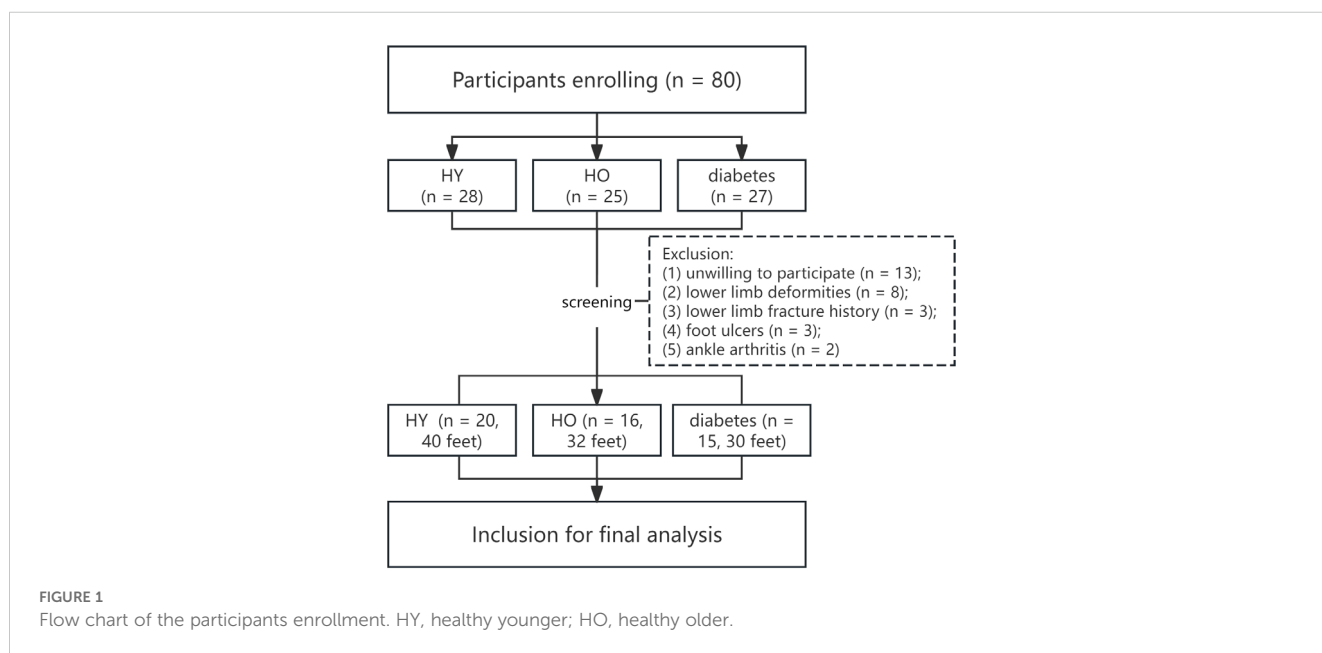 Participants enrolling (n = 80)
HY
(n = 28)
HO
(n = 25)
diabetes
(n = 27)
Exclusion:
(1) unwilling to participate (n = 13);
(2) lower limb deformities (n = 8);
(3) lower limb fracture history (n = 3);
(4) foot ulcers (n = 3);
(5) ankle arthritis (n = 2)
screening
HY (n = 20,
40 feet)
HO (n = 16,
32 feet)
diabetes (n =
15, 30 feet)
Inclusion for final analysis
FIGURE 1
Flow chart of the participants enrollment. HY, healthy younger; HO, healthy older.